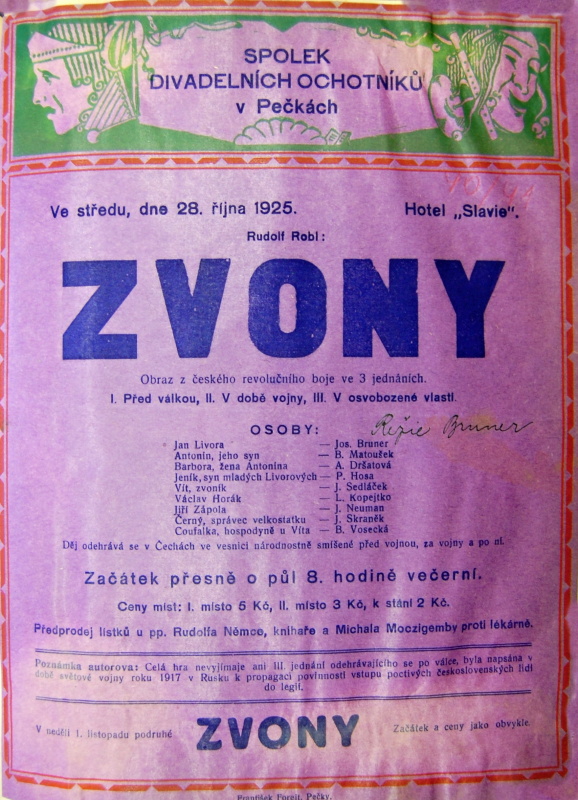 SPOLEK
DIVADELNÍCH OCHOTNÍKŮ
v Pečkách
Ve středu, dne 28. října 1925. Hotel „Slavie".
Rudolf Robl:
ZVONY
Obraz z českého revolučního boje ve 3 jednáních.
I. Před válkou, II. V době vojny, III. V osvobozené vlasti.
OSOBY: Režie Bruner
Jan Livora — Jos. Bruner
Antonín, jeho syn — B. Matoušek
Barbora, žena Antonína — A. Dršatová
Jeník, syn mladých Livorových — P. Hosa
Vít, zvoník — J. Sedláček
Václav Horák — L. Kopejtko
Jiří Zápola — J. Neuman
Černý, správec velkostatku — J. Skraněk
Coufalka, hospodyně u Víta — B. Vosecká
Děj odehrává se v Čechách ve vesnici národnostně smíšené před vojnou, za vojny a po ní.
Začátek přesně o půl 8. hodině večerní.
Ceny míst: I. místo 5 Kč, II. místo 3 Kč, k stání 2 Kč.
Předprodej lístků u pp. Rudolfa Němce, knihaře a Michala Moczigemby proti lékárně.
Poznámka autorova: Celá hra nevyjímaje ani III. jednání odehrávajícího se po válce, byla napsána v
době světové vojny roku 1917 v Rusku k propagaci povinnosti vstupu poctivých československých lidí
do legií.
V neděli 1. listopadu podruhé ZVONY Začátek a ceny jako obvykle.
František Forejt, Pečky.